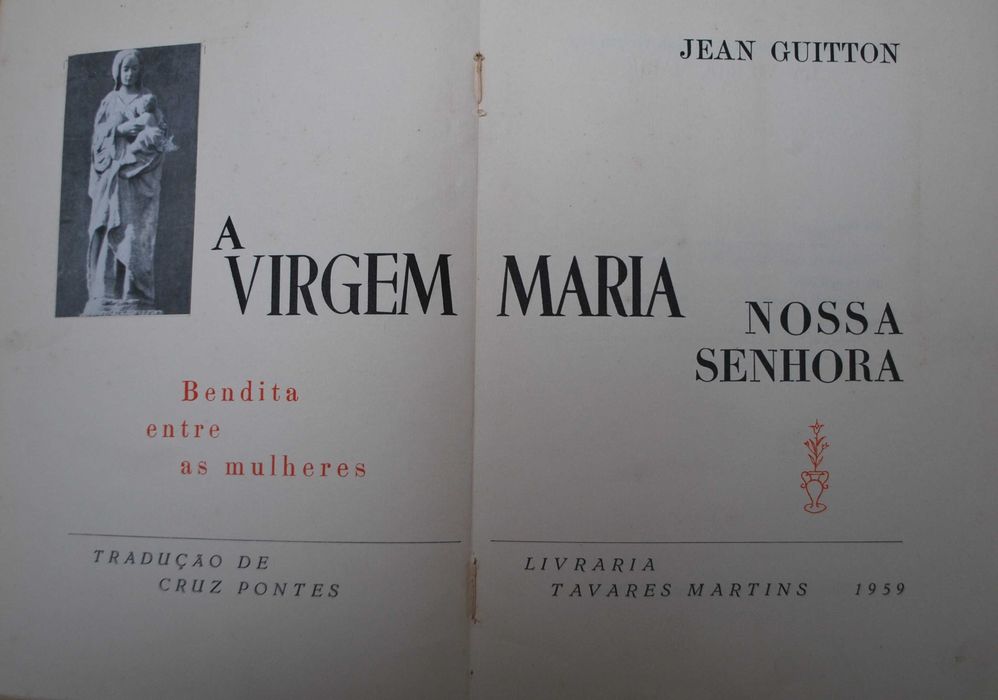 JEAN GUITTON
A
VIRGEM MARIA
NOSSA
SENHORA
Bendita
entre
as mulheres
TRADUÇÃO DE
CRUZ PONTES
LIVRARIA
TAVARES MARTINS 1959